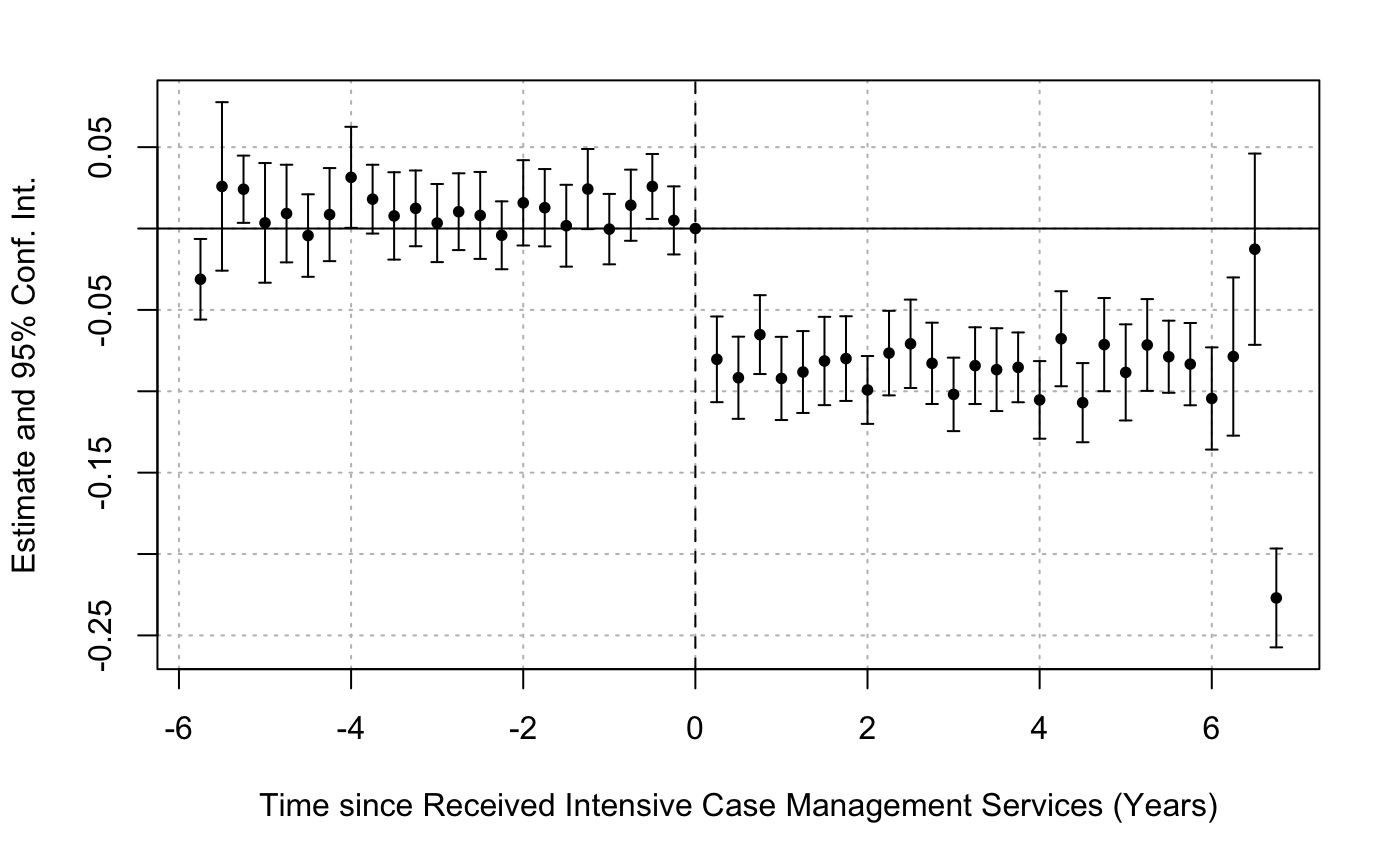 Estimate and 95% Conf. Int.
0.05
-0.05
-0.15
-0.25
-6 -4 -2 0 2 4 6
Time since Received Intensive Case Management Services (Years)